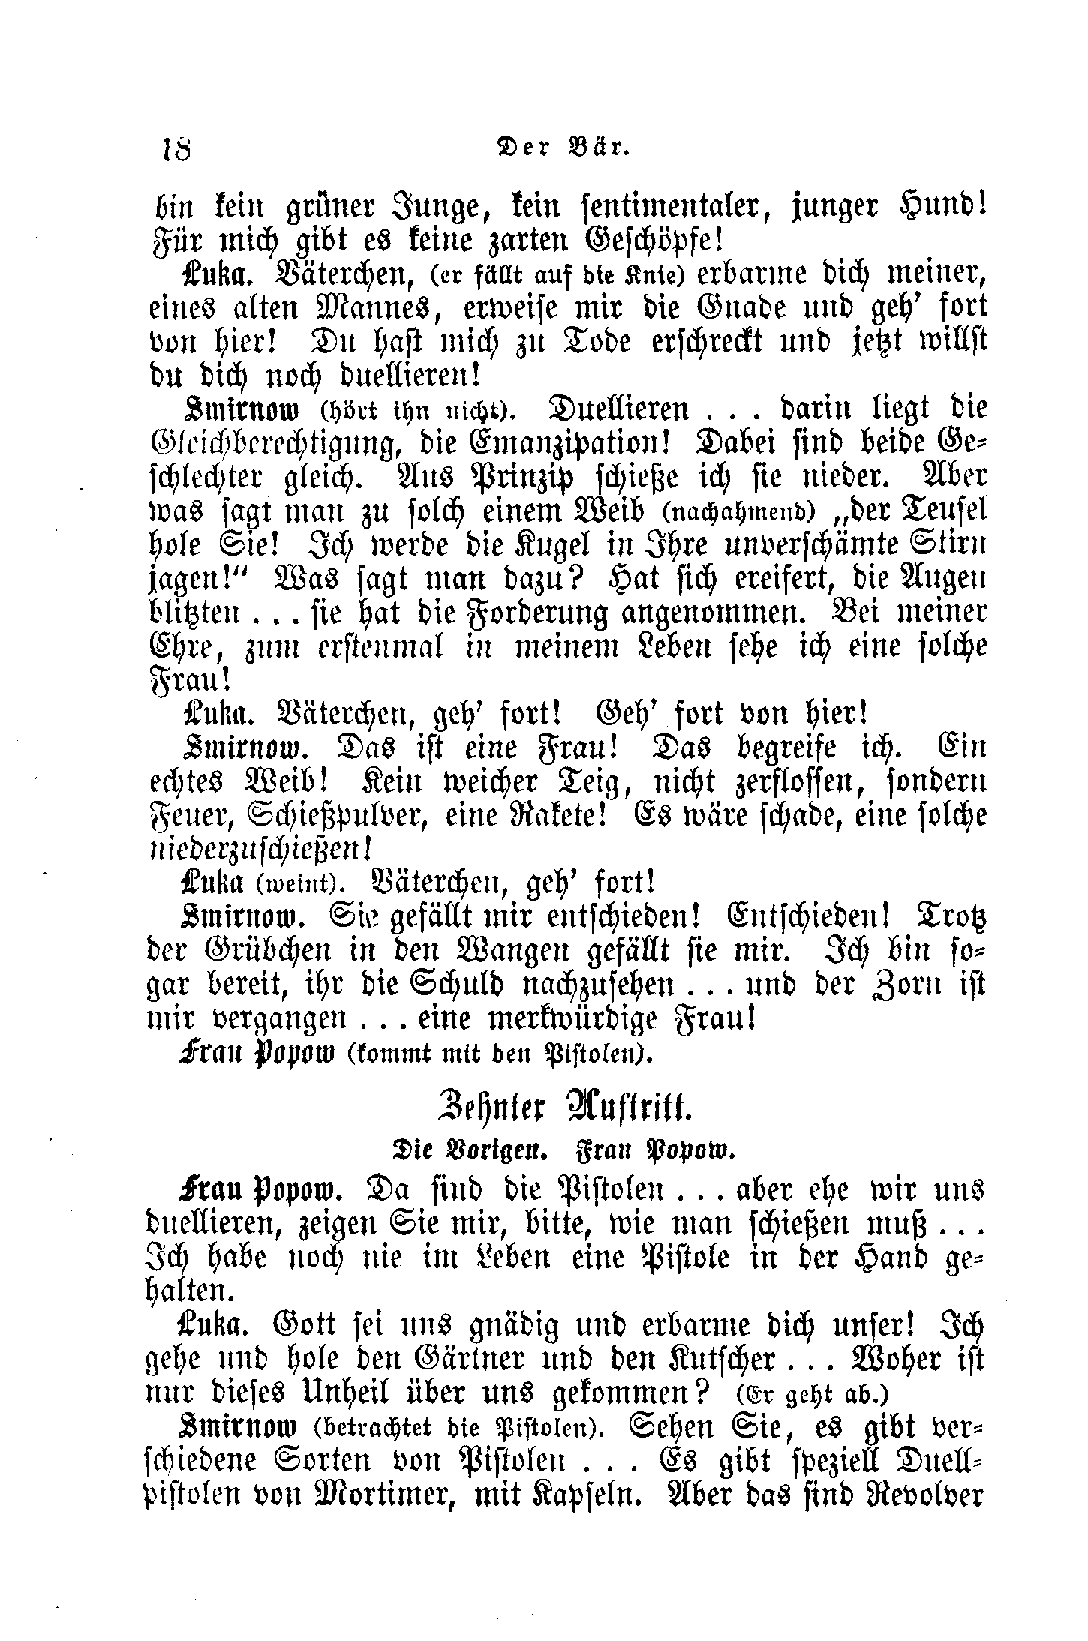 18 Der Bär.
bin kein grüner Junge, kein sentimentaler, junger Hund!
Für mich gibt es keine zarten Geschöpfe!
Luka. Väterchen, (er fällt auf die Knie) erbarme dich meiner,
eines alten Mannes, erweise mir die Gnade und geh' fort
von hier! Du hast mich zu Tode erschreckt und jetzt willst
du dich noch duellieren!
Smirnow (hört ihn nicht). Duellieren . . . darin liegt die
Gleichberechtigung, die Emanzipation! Dabei sind beide Ge-
schlechter gleich. Aus Prinzip schieße ich sie nieder. Aber
was sagt man zu solch einem Weib (nachahmend) „der Teufel
hole Sie! Ich werde die Kugel in Ihre unverschämte Stirn
jagen!“ Was sagt man dazu? Hat sich ereifert, die Augen
blitzten . . . sie hat die Forderung angenommen. Bei meiner
Ehre, zum erstenmal in meinem Leben sehe ich eine solche
Frau!
Luka. Väterchen, geh' fort! Geh' fort von hier!
Smirnow. Das ist eine Frau! Das begreife ich. Ein
echtes Weib! Kein weicher Teig, nicht zerflossen, sondern
Feuer, Schießpulver, eine Rakete! Es wäre schade, eine solche
niederzuschießen!
Luka (weint). Väterchen, geh' fort!
Smirnow. Sie gefällt mir entschieden! Entschieden! Trotz
der Grübchen in den Wangen gefällt sie mir. Ich bin so-
gar bereit, ihr die Schuld nachzusehen . . . und der Zorn ist
mir vergangen . . . eine merkwürdige Frau!
Frau Popow (kommt mit den Pistolen).
Zehnter Auftritt.
Die Vorigen. Frau Popow.
Frau Popow. Da sind die Pistolen . . . aber ehe wir uns
duellieren, zeigen Sie mir, bitte, wie man schießen muß . . .
Ich habe noch nie im Leben eine Pistole in der Hand ge-
halten.
Luka. Gott sei uns gnädig und erbarme dich unser! Ich
gehe und hole den Gärtner und den Kutscher . . . Woher ist
nur dieses Unheil über uns gekommen? (Er geht ab.)
Smirnow (betrachtet die Pistolen). Sehen Sie, es gibt ver-
schiedene Sorten von Pistolen . . . Es gibt speziell Duell-
pistolen von Mortimer, mit Kapseln. Aber das sind Revolver